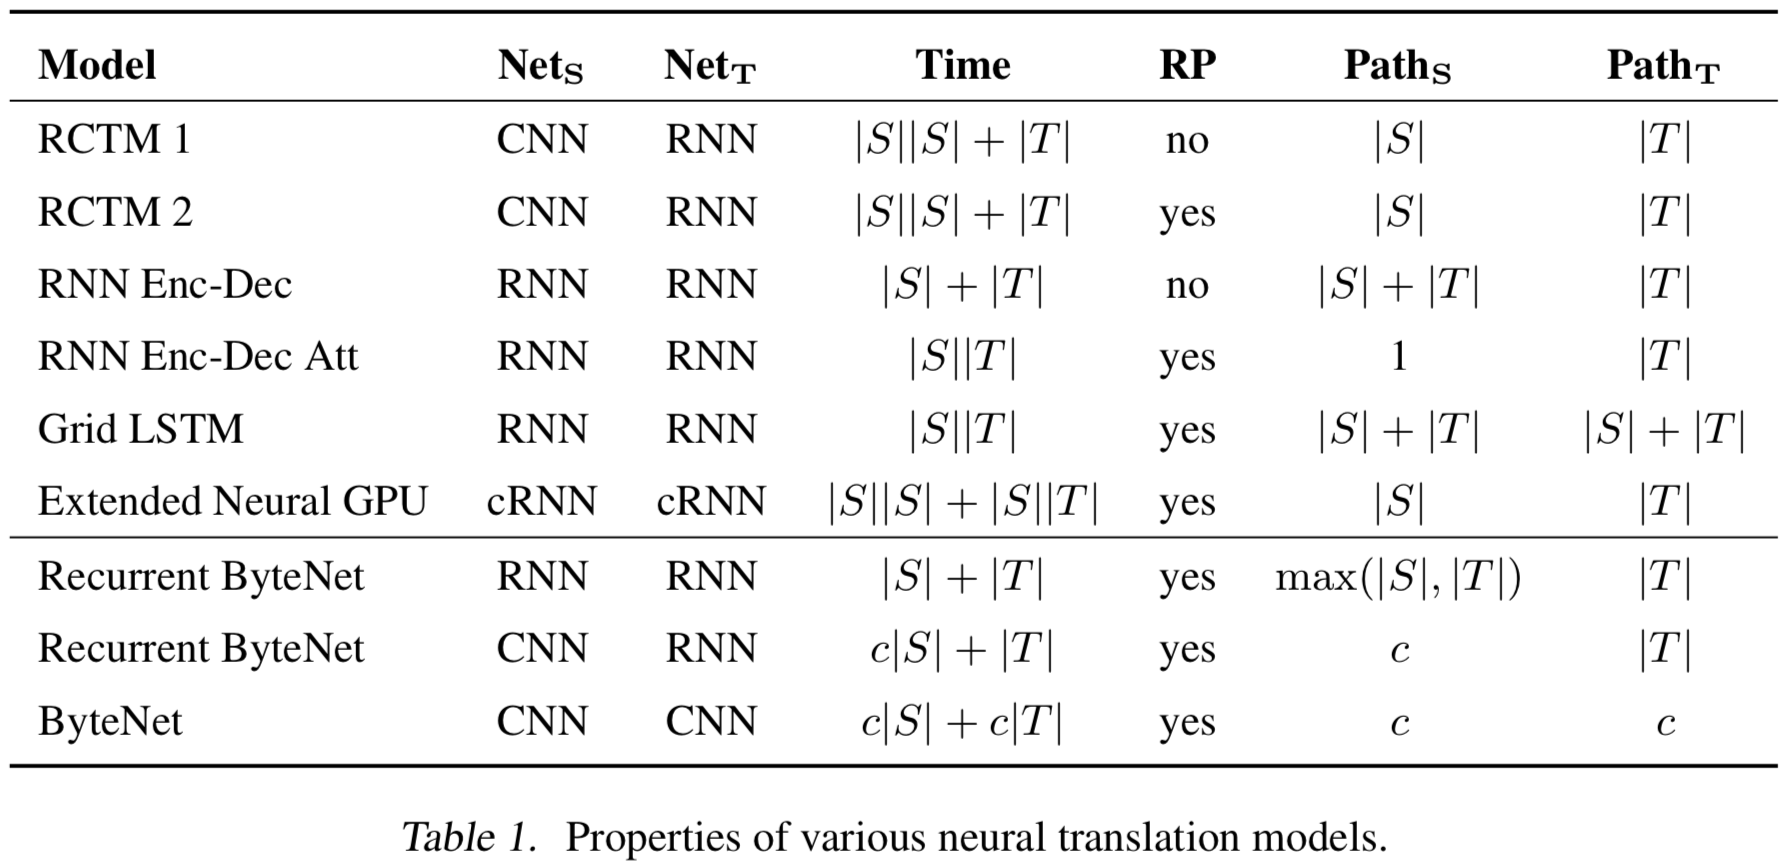 Model Net_S Net_T Time RP Path_S Path_T
RCTM 1 CNN RNN |S||S| + |T| no |S| |T|
RCTM 2 CNN RNN |S||S| + |T| yes |S| |T|
RNN Enc-Dec RNN RNN |S| + |T| no |S| + |T| |T|
RNN Enc-Dec Att RNN RNN |S||T| yes 1 |T|
Grid LSTM RNN RNN |S||T| yes |S| + |T| |S| + |T|
Extended Neural GPU cRNN cRNN |S||S| + |S||T| yes |S| |T|
Recurrent ByteNet RNN RNN |S| + |T| yes max(|S|, |T|) |T|
Recurrent ByteNet CNN RNN c|S| + |T| yes c |T|
ByteNet CNN CNN c|S| + c|T| yes c c
Table 1. Properties of various neural translation models.